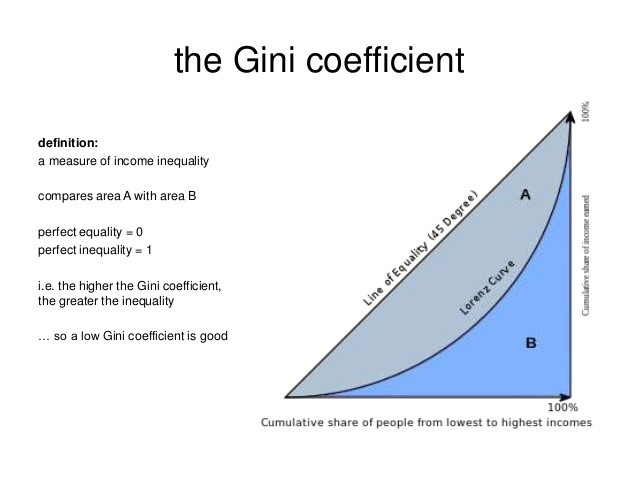 the Gini coefficient
definition:
a measure of income inequality
compares area A with area B
perfect equality = 0
perfect inequality = 1
i.e. the higher the Gini coefficient,
the greater the inequality
… so a low Gini coefficient is good
100%
A
Line of Equality (45 Degree)
Cumulative share of income earned
Lorenz Curve
B
100%
Cumulative share of people from lowest to highest incomes